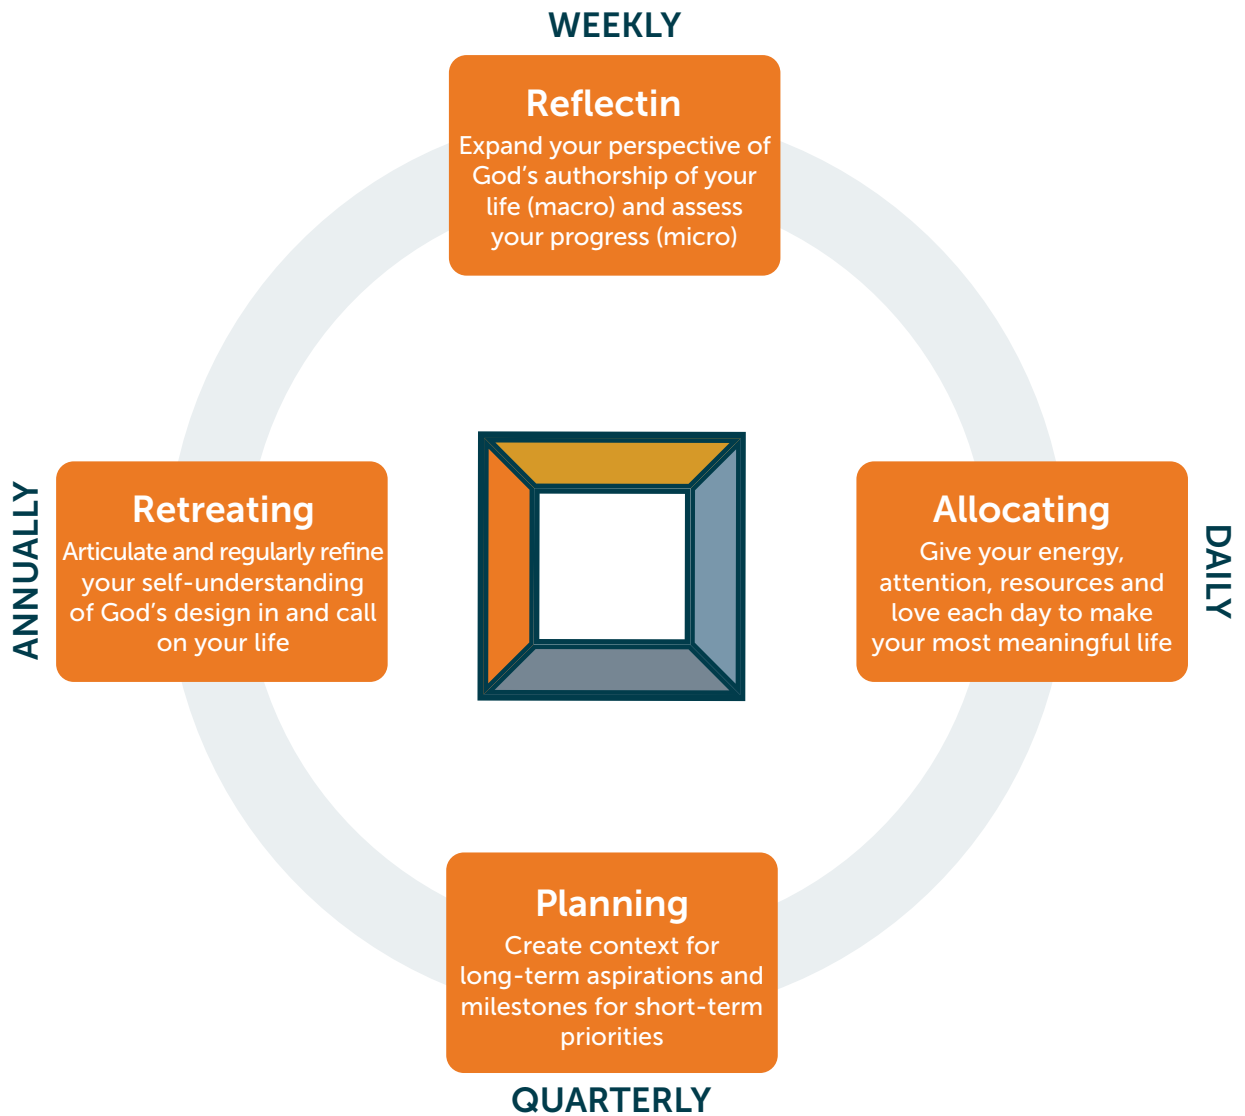 WEEKLY
Reflectin
Expand your perspective of
God's authorship of your
life (macro) and assess
your progress (micro)
ANNUALLY
Retreating
Articulate and regularly refine
your self-understanding
of God's design in and call
on your life
Allocating
Give your energy,
attention, resources and
love each day to make
your most meaningful life
DAILY
Planning
Create context for
long-term aspirations and
milestones for short-term
priorities
QUARTERLY